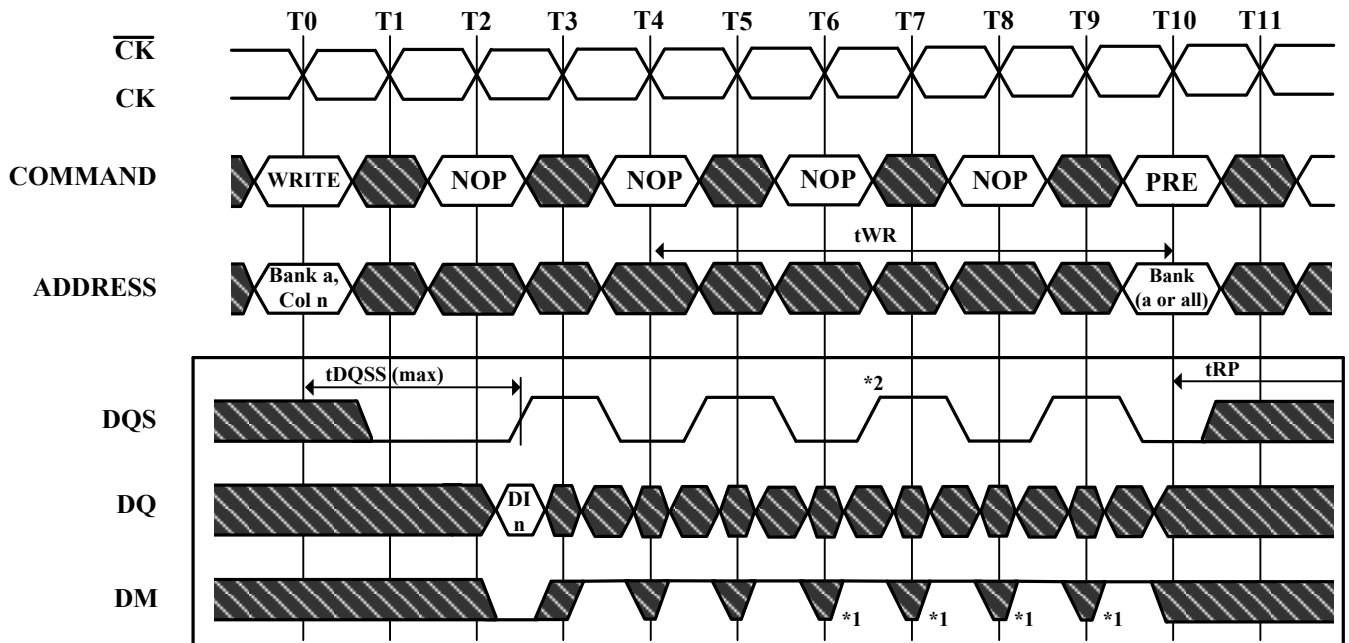 T0 T1 T2 T3 T4 T5 T6 T7 T8 T9 T10 T11
CK
CK
COMMAND
WRITE NOP NOP NOP NOP PRE
tWR
ADDRESS
Bank a,
Col n
Bank
(a or all)
tDQSS (max)
*2
tRP
DQS
DQ
DI
n
DM
*1 *1 *1 *1